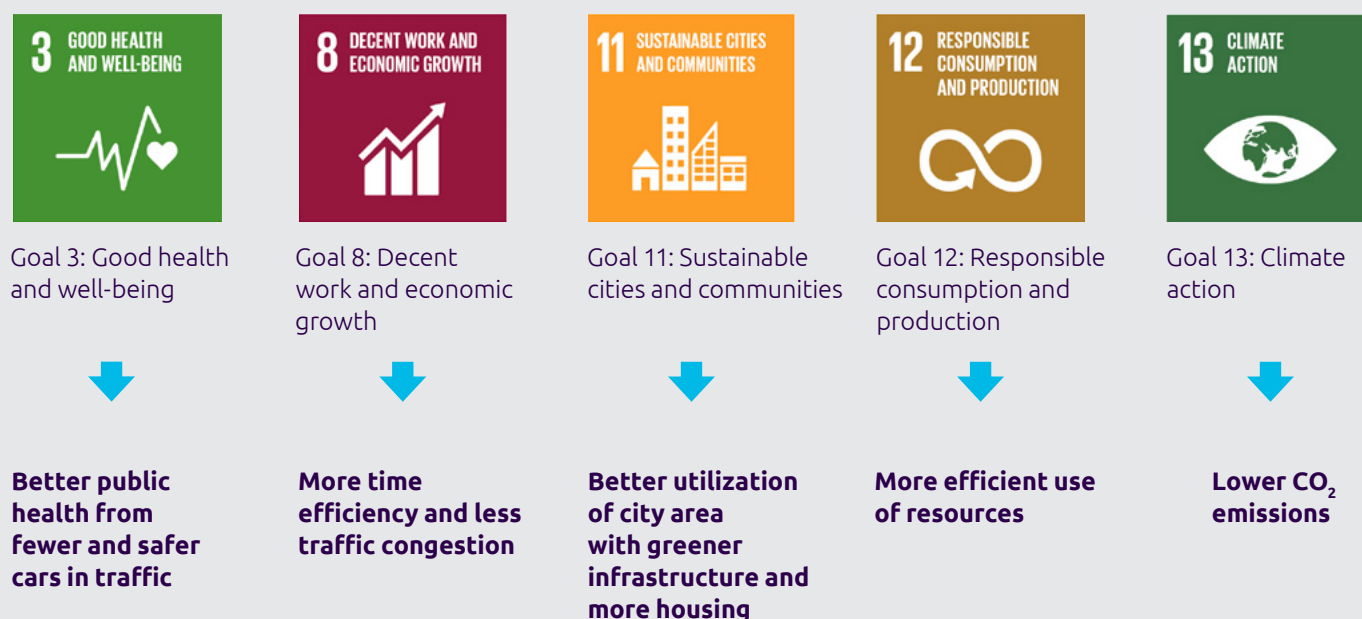 3 GOOD HEALTH
AND WELL-BEING
8 DECENT WORK AND
ECONOMIC GROWTH
11 SUSTAINABLE CITIES
AND COMMUNITIES
12 RESPONSIBLE
CONSUMPTION
AND PRODUCTION
13 CLIMATE
ACTION
Goal 3: Good health
and well-being
Goal 8: Decent
work and economic
growth
Goal 11: Sustainable
cities and communities
Goal 12: Responsible
consumption and
production
Goal 13: Climate
action
Better public
health from
fewer and safer
cars in traffic
More time
efficiency and less
traffic congestion
Better utilization
of city area
with greener
infrastructure and
more housing
More efficient use
of resources
Lower CO₂
emissions